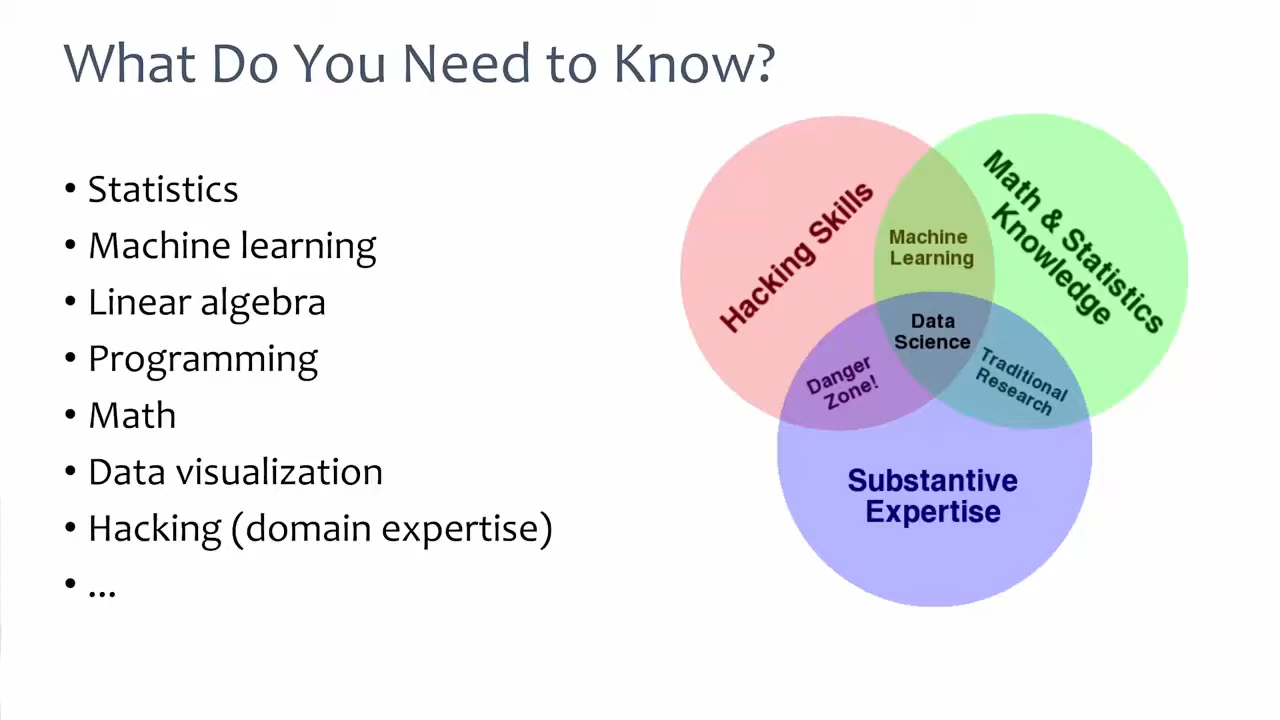 What Do You Need to Know?
• Statistics
• Machine learning
• Linear algebra
• Programming
• Math
• Data visualization
• Hacking (domain expertise)
• ...
Hacking Skills
Math & Statistics
Knowledge
Machine
Learning
Data
Science
Danger
Zone!
Traditional
Research
Substantive
Expertise